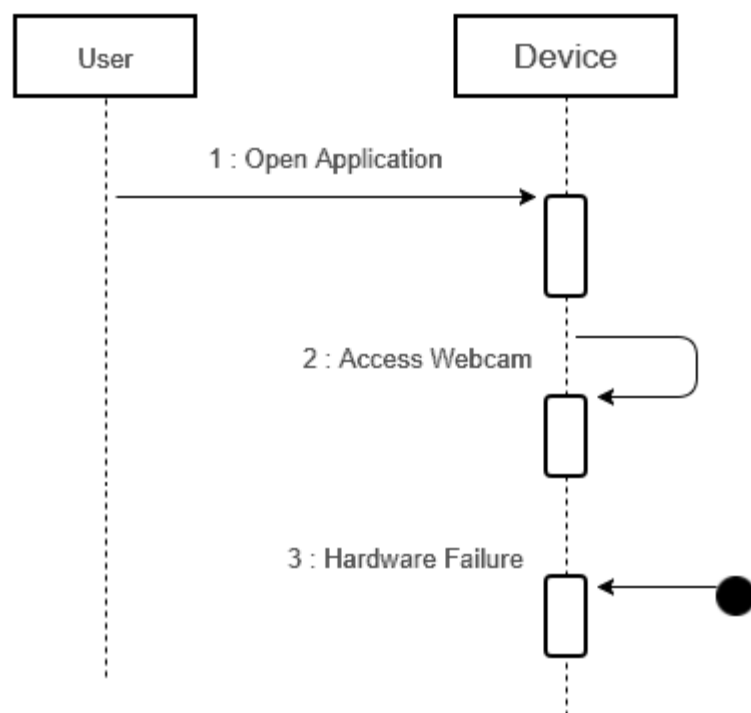 User
Device
1 : Open Application
2 : Access Webcam
3 : Hardware Failure